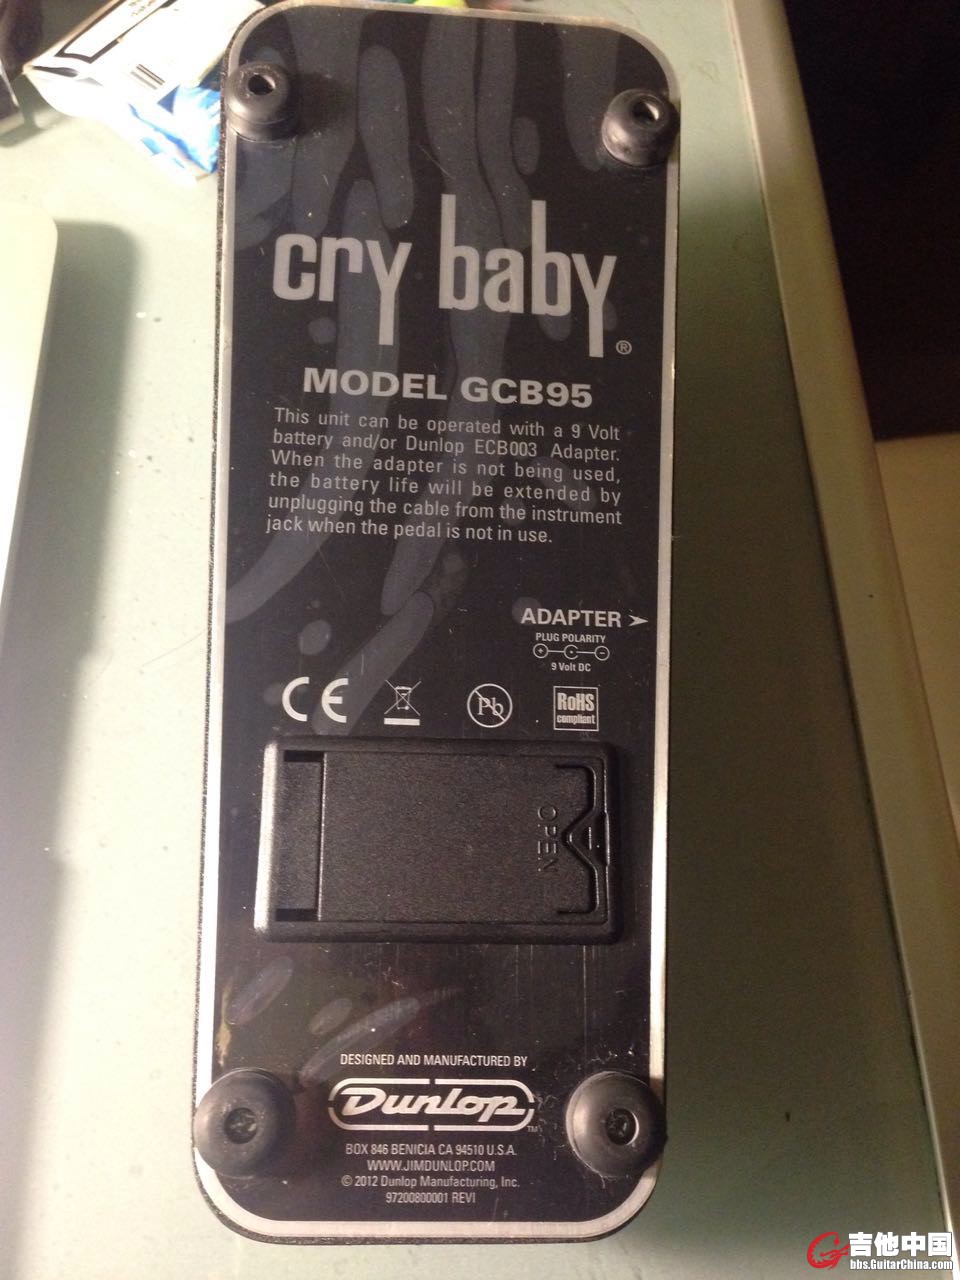 cry baby®
MODEL GCB95
This unit can be operated with a 9 Volt
battery and/or Dunlop ECB003 Adapter.
When the adapter is not being used,
the battery life will be extended by
unplugging the cable from the instrument
jack when the pedal is not in use.
ADAPTER
PLUG POLARITY
+ C -
9 Volt DC
CE
Pb
RoHS
compliant
OPEN
DESIGNED AND MANUFACTURED BY
Dunlop™
BOX 846 BENICIA CA 94510 U.S.A.
WWW.JIMDUNLOP.COM
© 2012 Dunlop Manufacturing, Inc.
97200800001 REVI
吉他中国
bbs.GuitarChina.com